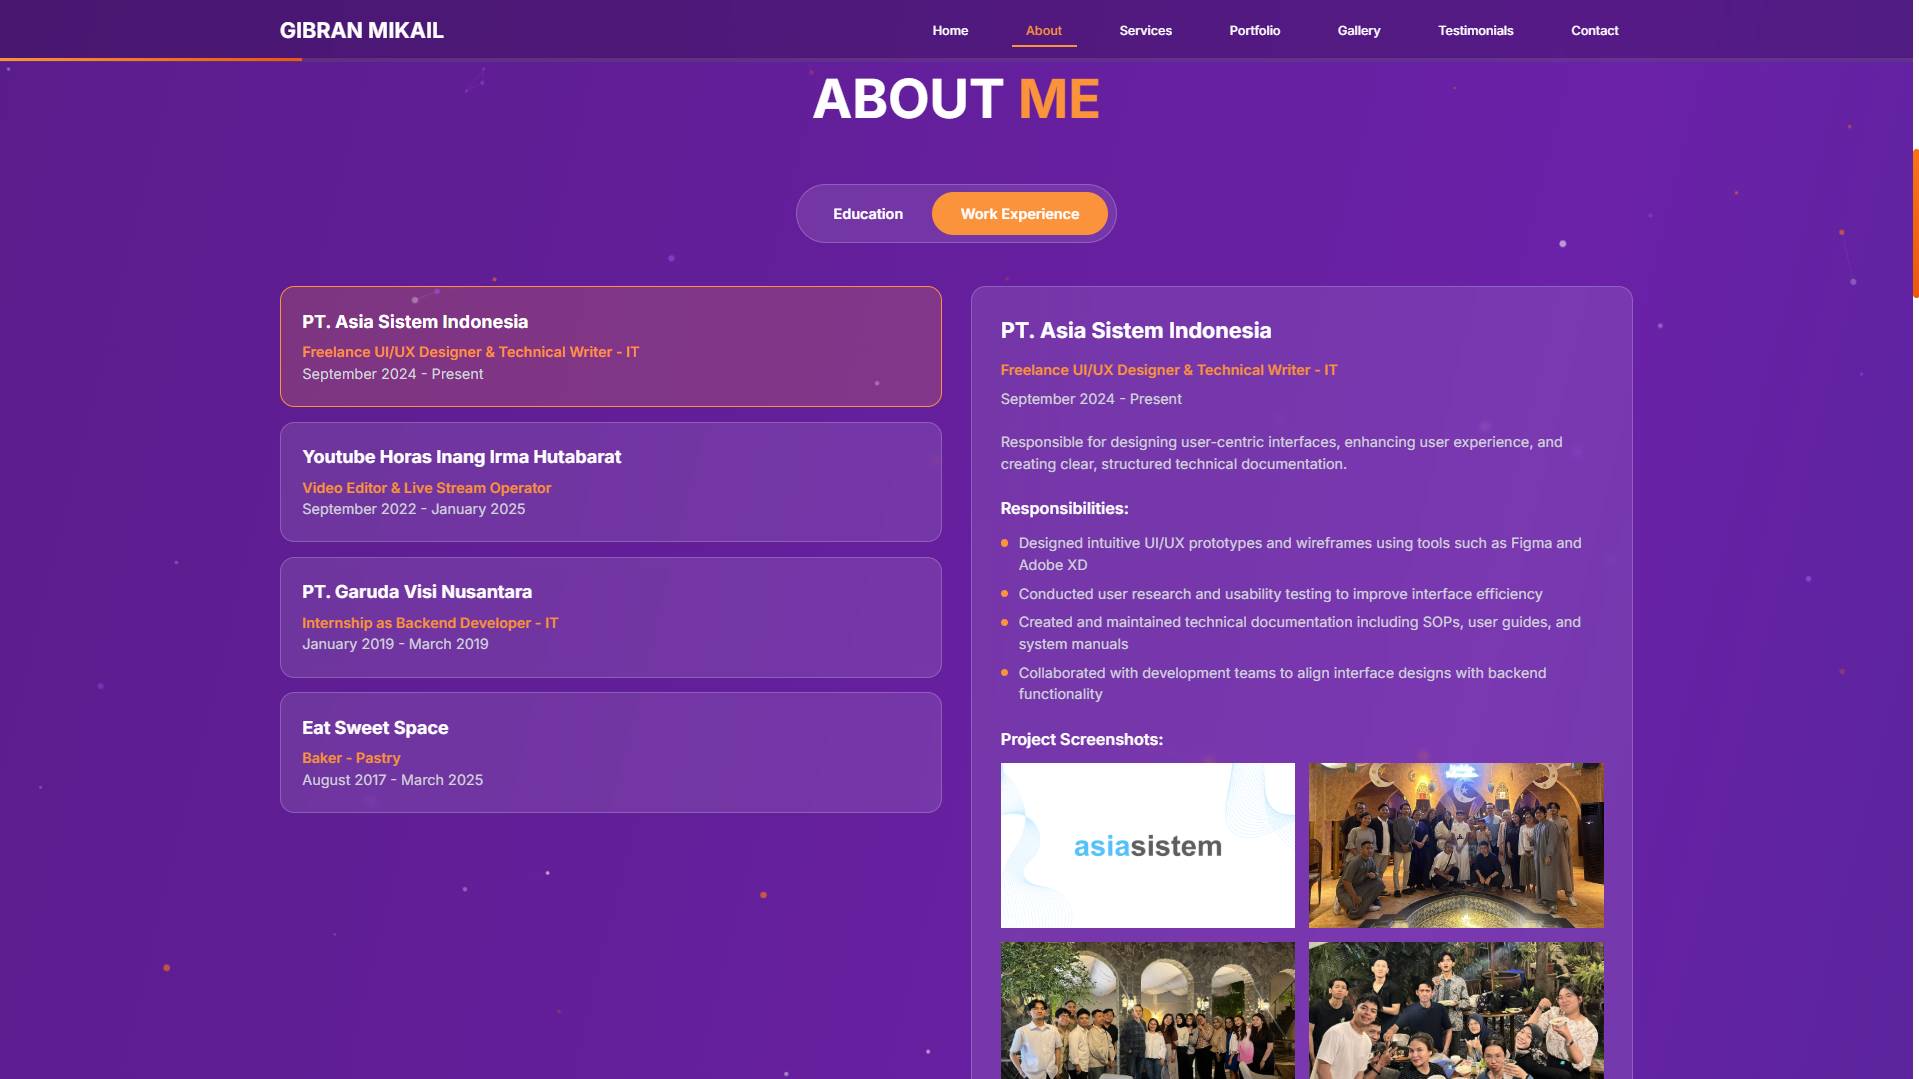 GIBRAN MIKAIL
Home
About
Services
Portfolio
Gallery
Testimonials
Contact
ABOUT ME
Education
Work Experience
PT. Asia Sistem Indonesia
Freelance UI/UX Designer & Technical Writer - IT
September 2024 - Present
Youtube Horas Inang Irma Hutabarat
Video Editor & Live Stream Operator
September 2022 - January 2025
PT. Garuda Visi Nusantara
Internship as Backend Developer - IT
January 2019 - March 2019
Eat Sweet Space
Baker - Pastry
August 2017 - March 2025
PT. Asia Sistem Indonesia
Freelance UI/UX Designer & Technical Writer - IT
September 2024 - Present
Responsible for designing user-centric interfaces, enhancing user experience, and
creating clear, structured technical documentation.
Responsibilities:
Designed intuitive UI/UX prototypes and wireframes using tools such as Figma and
Adobe XD
Conducted user research and usability testing to improve interface efficiency
Created and maintained technical documentation including SOPs, user guides, and
system manuals
Collaborated with development teams to align interface designs with backend
functionality
Project Screenshots:
asiasistem